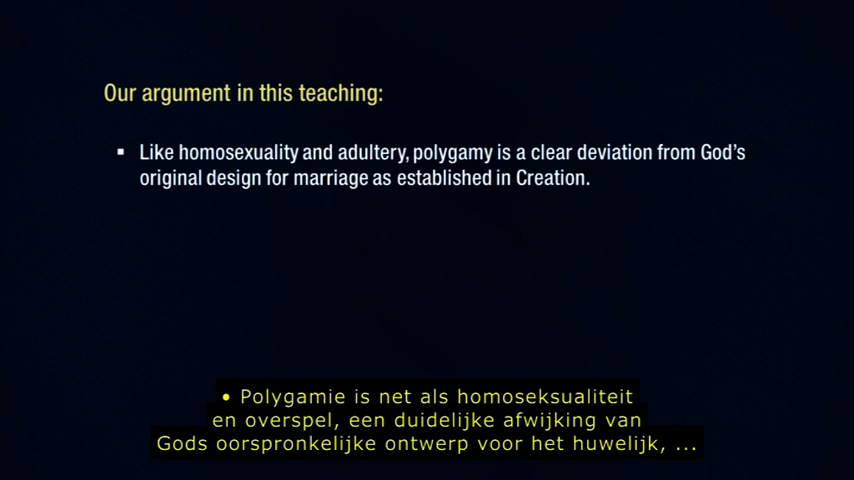 Our argument in this teaching:
▪ Like homosexuality and adultery, polygamy is a clear deviation from God's
original design for marriage as established in Creation.
• Polygamie is net als homoseksualiteit
en overspel, een duidelijke afwijking van
Gods oorspronkelijke ontwerp voor het huwelijk, ...